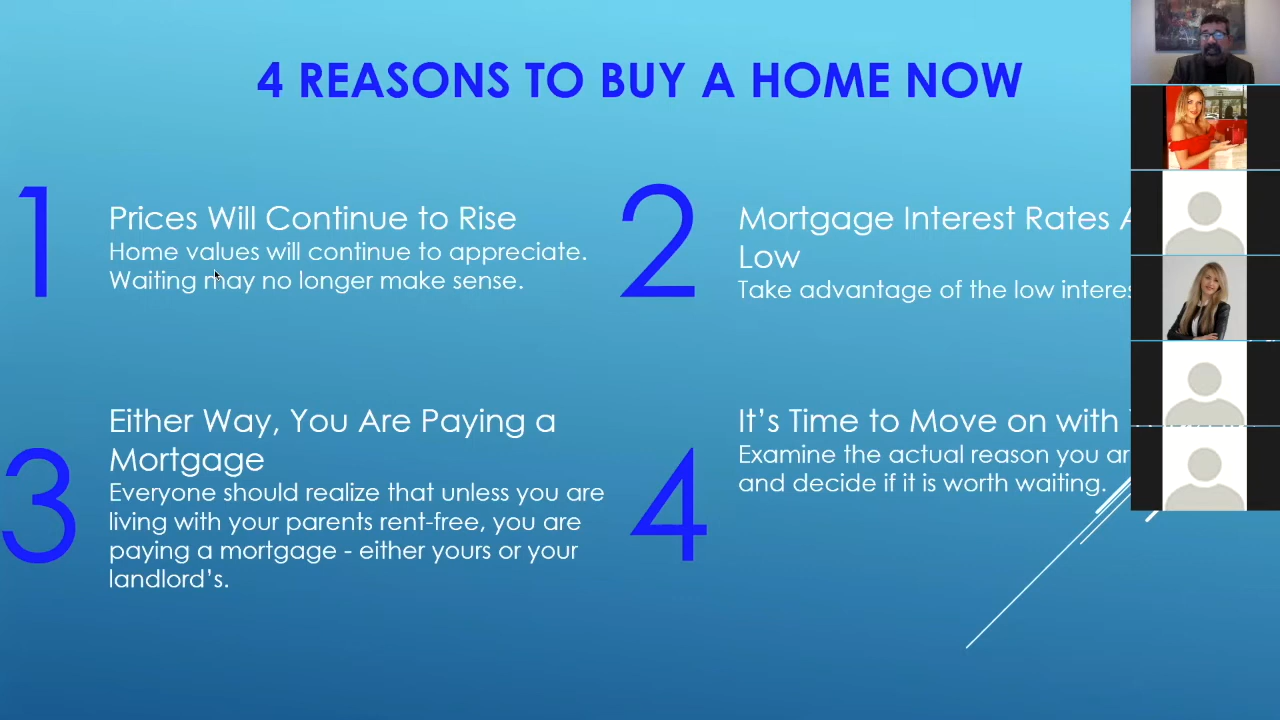 4 REASONS TO BUY A HOME NOW
1
Prices Will Continue to Rise
Home values will continue to appreciate.
Waiting may no longer make sense.
2
Mortgage Interest Rates
Low
Take advantage of the low
3
Either Way, You Are Paying a
Mortgage
Everyone should realize that unless you are
living with your parents rent-free, you are
paying a mortgage - either yours or your
landlord's.
4
It's Time to Move on with
Examine the actual reason you
and decide if it is worth waiting.